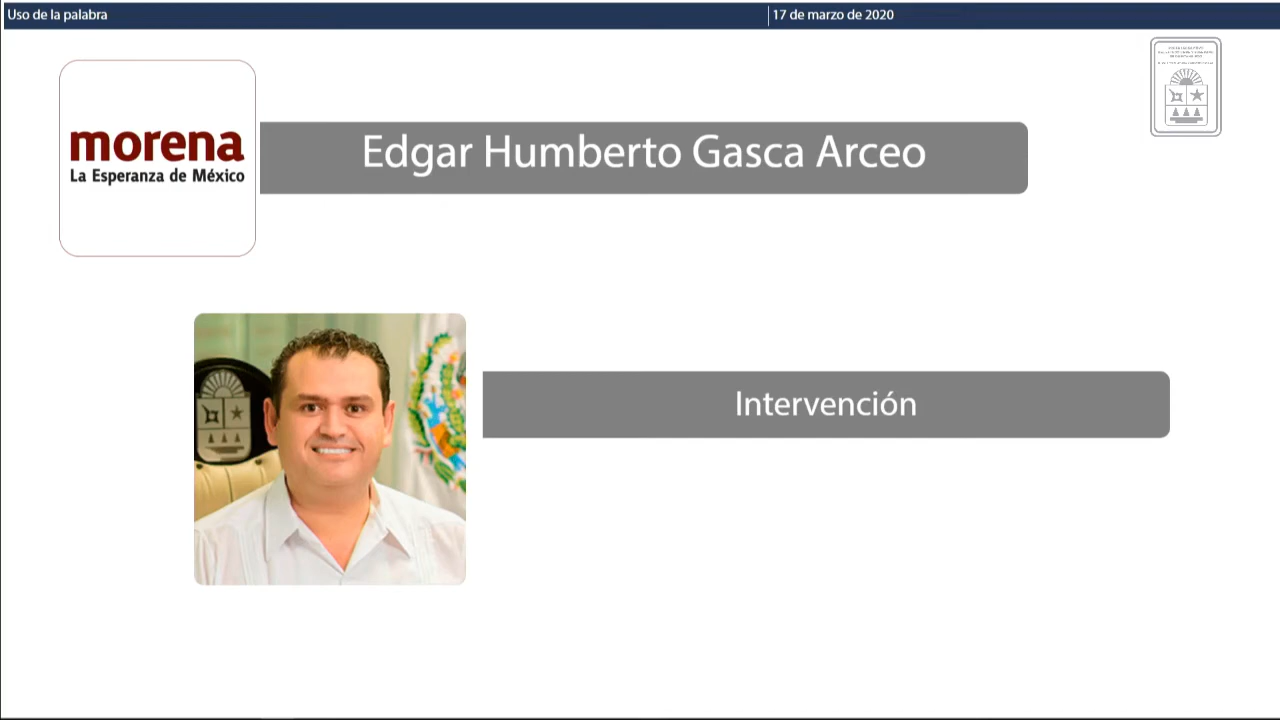 Uso de la palabra
17 de marzo de 2020
morena
La Esperanza de México
Edgar Humberto Gasca Arceo
Intervención